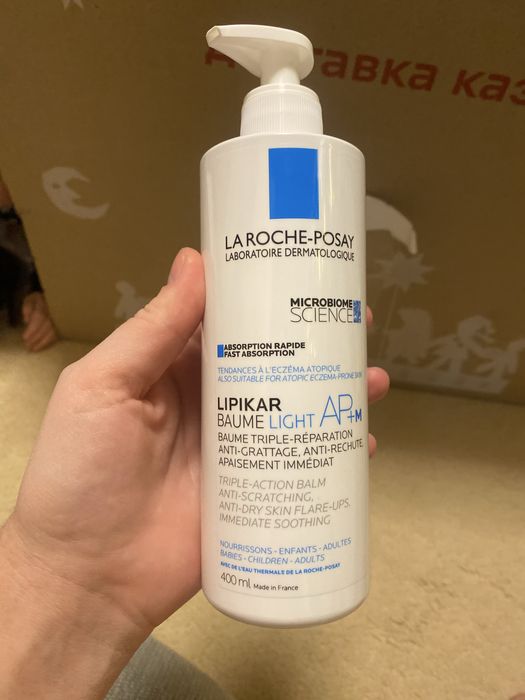 доставка каз
LA ROCHE-POSAY
LABORATOIRE DERMATOLOGIQUE
MICROBIOME
SCIENCE
ABSORPTION RAPIDE
FAST ABSORPTION
TENDANCES À L'ECZÉMA ATOPIQUE
ALSO SUITABLE FOR ATOPIC ECZEMA-PRONE SKIN
LIPIKAR
BAUME LIGHT AP+M
BAUME TRIPLE-RÉPARATION
ANTI-GRATTAGE, ANTI-RECHUTE,
APAISEMENT IMMÉDIAT
TRIPLE-ACTION BALM
ANTI-SCRATCHING,
ANTI-DRY SKIN FLARE-UPS,
IMMEDIATE SOOTHING
NOURRISSONS - ENFANTS - ADULTES
BABIES - CHILDREN - ADULTS
AVEC DE L'EAU THERMALE DE LA ROCHE-POSAY
400 ml Made in France